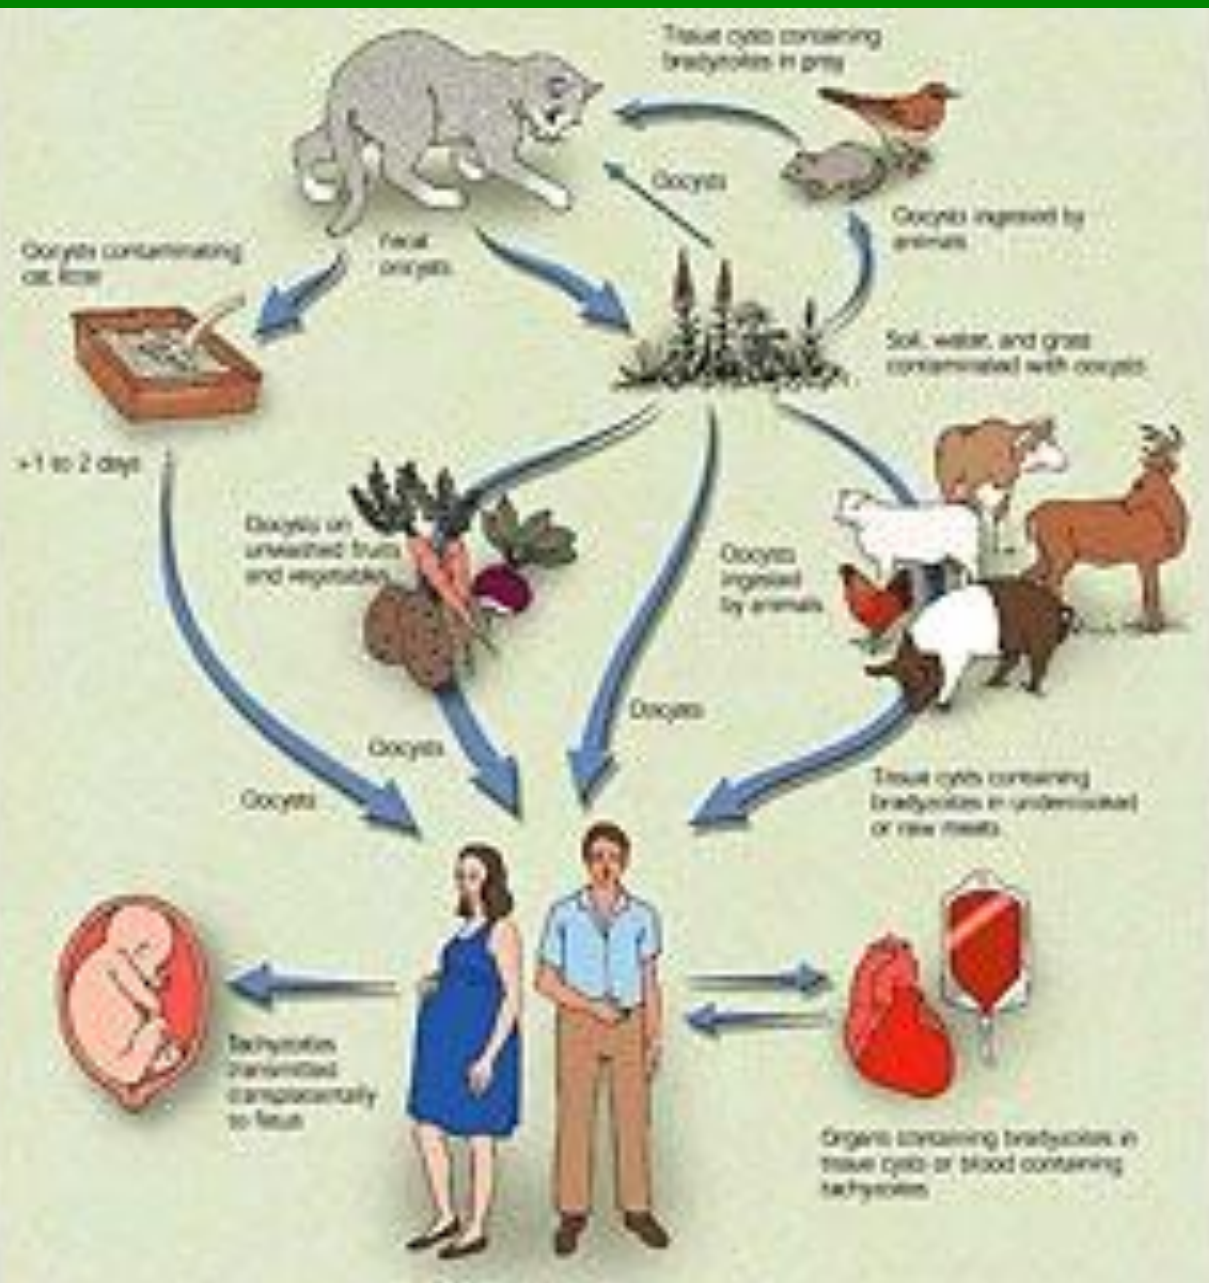 Tissue cysts containing
bradyzoites in prey
Oocysts
Oocysts ingested by
animals
Oocysts contaminating
cat litter
Fecal
oocysts
Soil, water, and grass
contaminated with oocysts
+1 to 2 days
Oocysts on
unwashed fruits
and vegetables
Oocysts
ingested
by animals
Oocysts
Oocysts
Oocysts
Tissue cysts containing
bradyzoites in undercooked
or raw meats
Tachyzoites
transmitted
transplacentally
to fetus
Organs containing bradyzoites in
tissue cysts or blood containing
tachyzoites